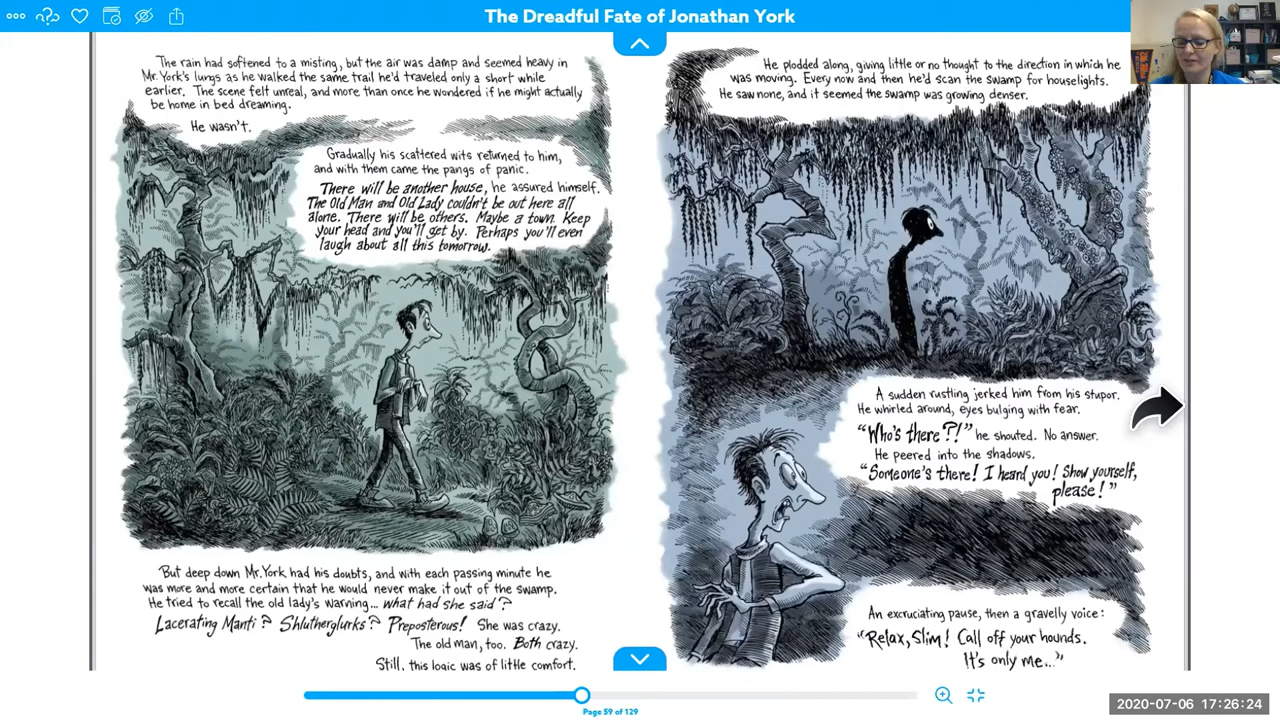 The Dreadful Fate of Jonathan York
The rain had softened to a misting, but the air was damp and seemed heavy in
Mr. York's lungs as he walked the same trail he'd traveled only a short while
earlier. The scene felt unreal, and more than once he wondered if he might actually
be home in bed dreaming.
He wasn't.
Gradually his scattered wits returned to him,
and with them came the pangs of panic.
There will be another house, he assured himself.
The Old Man and Old Lady couldn't be out here all
alone. There will be others. Maybe a town. Keep
your head and you'll get by. Perhaps you'll even
laugh about all this tomorrow.
But deep down Mr. York had his doubts, and with each passing minute he
was more and more certain that he would never make it out of the swamp.
He tried to recall the old lady's warning... what had she said?
Lacerating Manti? Shlutherglurks? Preposterous! She was crazy.
The old man, too. Both crazy.
Still, this logic was of little comfort.
He plodded along, giving little or no thought to the direction in which he
was moving. Every now and then he'd scan the swamp for houselights.
He saw none, and it seemed the swamp was growing denser.
A sudden rustling jerked him from his stupor.
He whirled around, eyes bulging with fear.
"Who's there?!" he shouted. No answer.
He peered into the shadows.
"Someone's there! I heard you! Show yourself,
please!"
An excruciating pause, then a gravelly voice:
"Relax, Slim! Call off your hounds.
It's only me..."
Page 59 of 129
2020-07-06 17:26:24